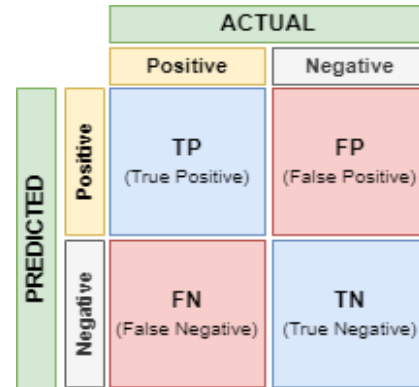 ACTUAL
Positive
Negative
PREDICTED
Positive
TP
(True Positive)
FP
(False Positive)
Negative
FN
(False Negative)
TN
(True Negative)